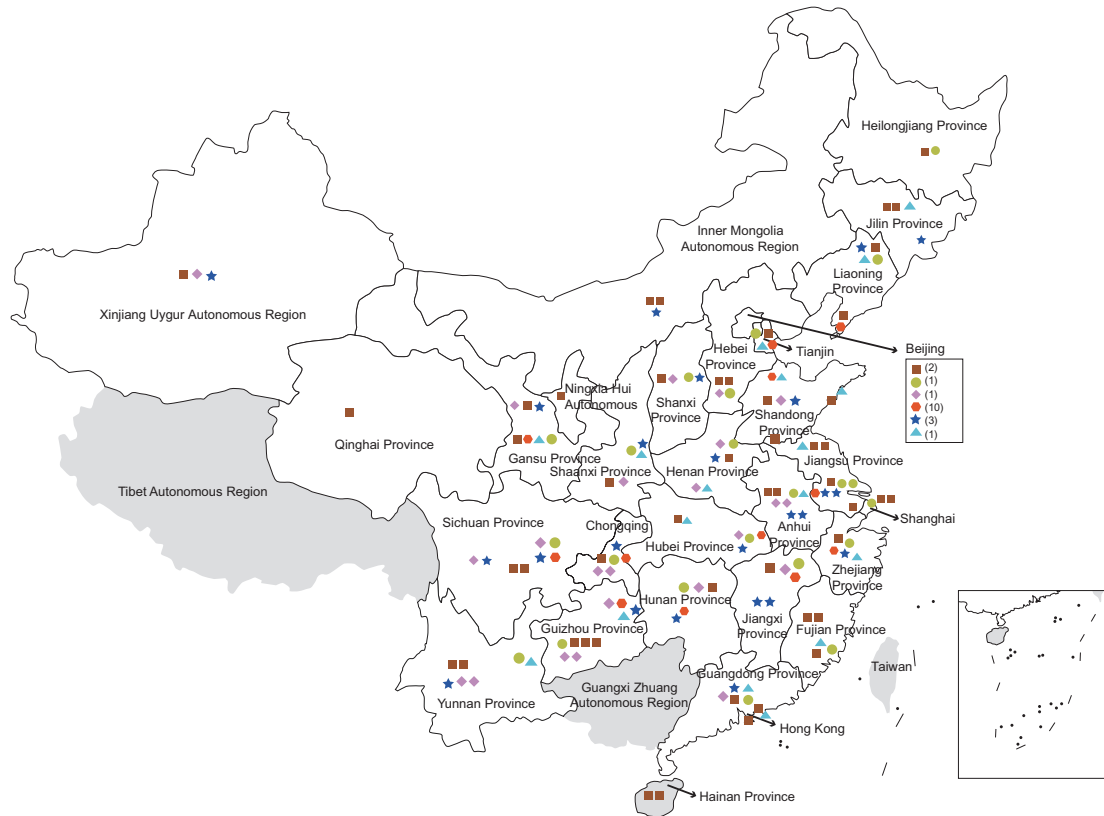 Heilongjiang Province
Jilin Province
Inner Mongolia
Autonomous Region
Liaoning
Province
Xinjiang Uygur Autonomous Region
Hebei
Province
Tianjin
Beijing
(2)
(1)
(1)
(10)
(3)
(1)
Ningxia Hui
Autonomous
Shanxi
Province
Shandong
Province
Qinghai Province
Gansu Province
Shaanxi Province
Henan Province
Jiangsu Province
Tibet Autonomous Region
Sichuan Province
Chongqing
Hubei Province
Anhui
Province
Shanghai
Zhejiang
Province
Hunan Province
Guizhou Province
Jiangxi
Province
Fujian Province
Taiwan
Yunnan Province
Guangxi Zhuang
Autonomous Region
Guangdong Province
Hong Kong
Hainan Province